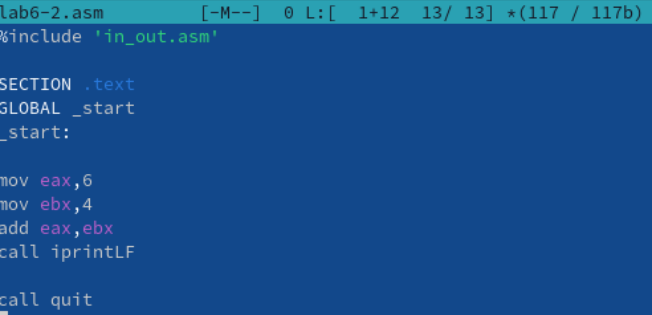 lab6-2.asm [-M--] 0 L:[ 1+12 13/ 13] *(117 / 117b)
%include 'in_out.asm'
SECTION .text
GLOBAL _start
_start:
mov eax,6
mov ebx,4
add eax,ebx
call iprintLF
call quit